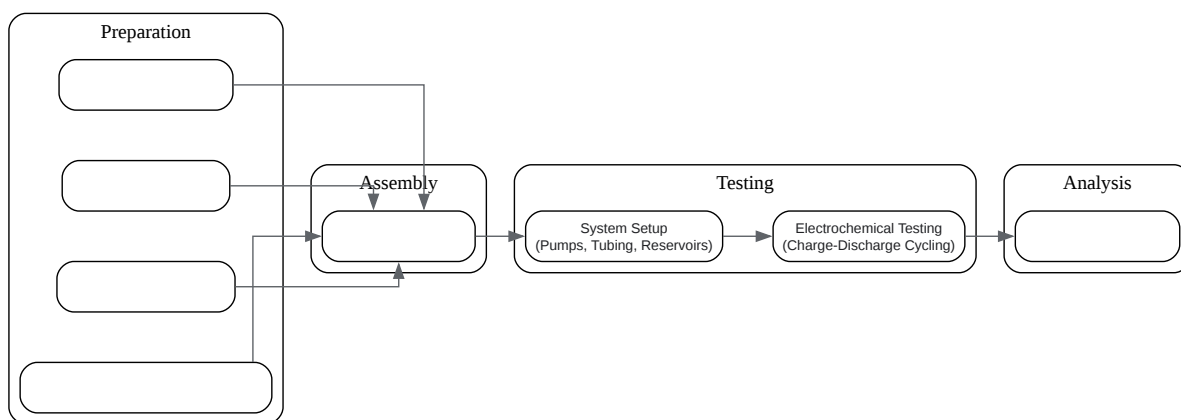 Preparation
Assembly
Testing
Analysis
System Setup
(Pumps, Tubing, Reservoirs)
Electrochemical Testing
(Charge-Discharge Cycling)